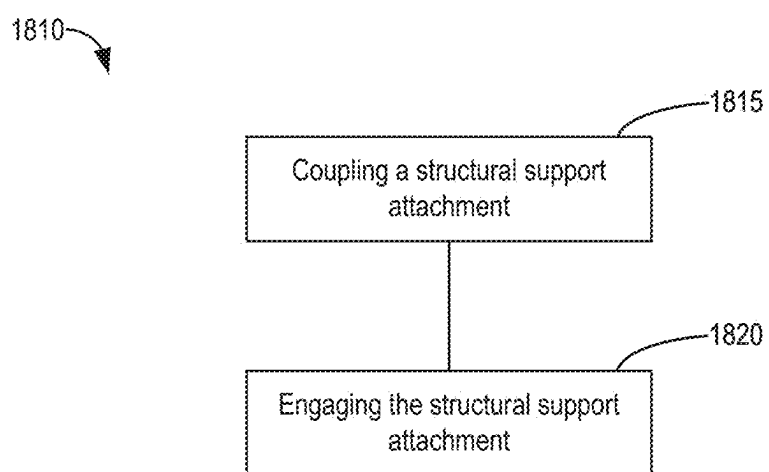 1810
1815
Coupling a structural support
attachment
1820
Engaging the structural support
attachment